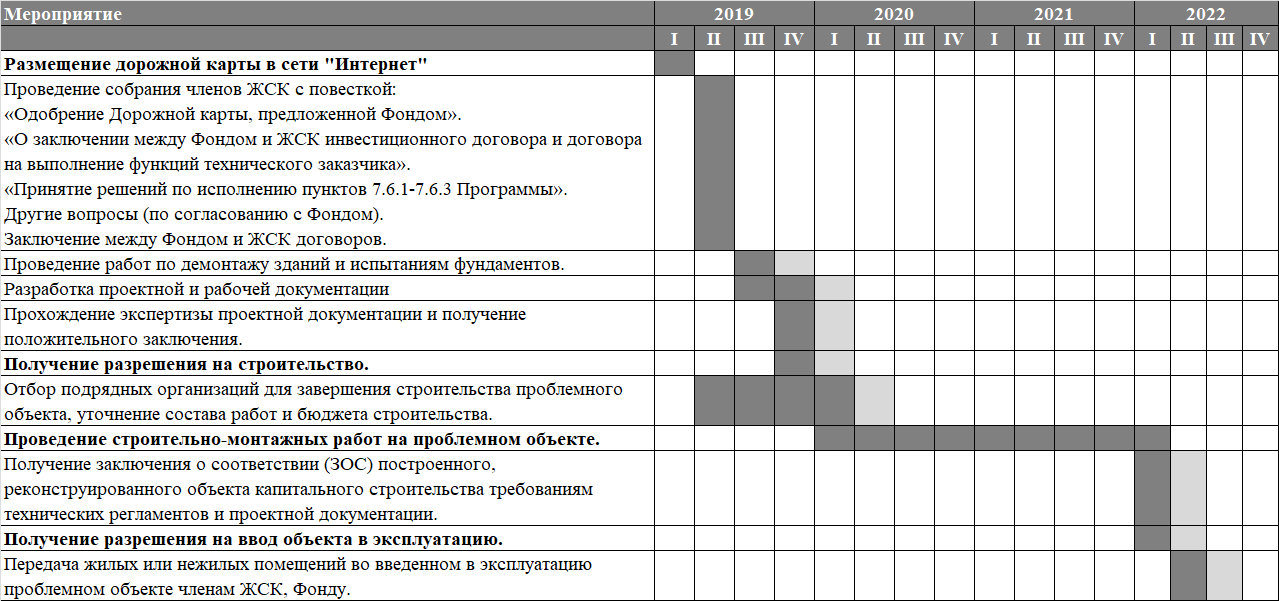 Мероприятие 2019 2020 2021 2022
I II III IV I II III IV I II III IV I II III IV
Размещение дорожной карты в сети "Интернет"
Проведение собрания членов ЖСК с повесткой:
«Одобрение Дорожной карты, предложенной Фондом».
«О заключении между Фондом и ЖСК инвестиционного договора и договора
на выполнение функций технического заказчика».
«Принятие решений по исполнению пунктов 7.6.1-7.6.3 Программы».
Другие вопросы (по согласованию с Фондом).
Заключение между Фондом и ЖСК договоров.
Проведение работ по демонтажу зданий и испытаниям фундаментов.
Разработка проектной и рабочей документации
Прохождение экспертизы проектной документации и получение
положительного заключения.
Получение разрешения на строительство.
Отбор подрядных организаций для завершения строительства проблемного
объекта, уточнение состава работ и бюджета строительства.
Проведение строительно-монтажных работ на проблемном объекте.
Получение заключения о соответствии (ЗОС) построенного,
реконструированного объекта капитального строительства требованиям
технических регламентов и проектной документации.
Получение разрешения на ввод объекта в эксплуатацию.
Передача жилых или нежилых помещений во введенном в эксплуатацию
проблемном объекте членам ЖСК, Фонду.